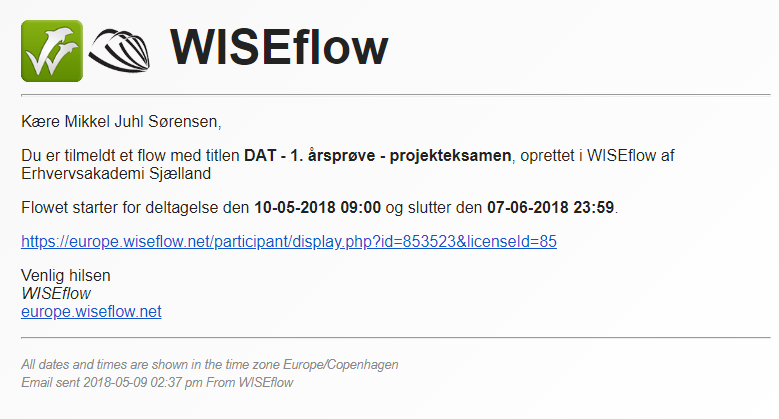 WISEflow
Kære Mikkel Juhl Sørensen,
Du er tilmeldt et flow med titlen DAT - 1. årsprøve - projekteksamen, oprettet i WISEflow af
Erhvervsakademi Sjælland
Flowet starter for deltagelse den 10-05-2018 09:00 og slutter den 07-06-2018 23:59.
https://europe.wiseflow.net/participant/display.php?id=853523&licenseId=85
Venlig hilsen
WISEflow
europe.wiseflow.net
All dates and times are shown in the time zone Europe/Copenhagen
Email sent 2018-05-09 02:37 pm From WISEflow